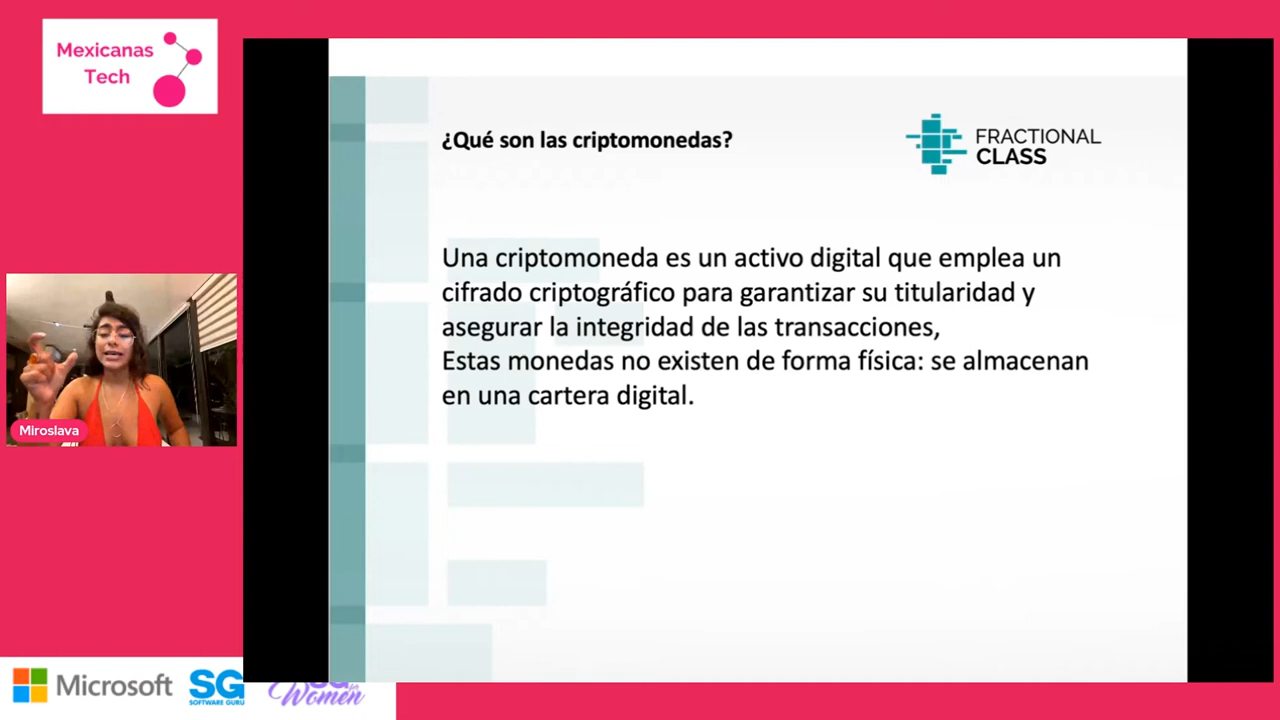 Mexicanas
Tech
¿Qué son las criptomonedas?
FRACTIONAL
CLASS
Una criptomoneda es un activo digital que emplea un
cifrado criptográfico para garantizar su titularidad y
asegurar la integridad de las transacciones,
Estas monedas no existen de forma física: se almacenan
en una cartera digital.
Miroslava
Microsoft
SG
SOFTWARE GURU
Women